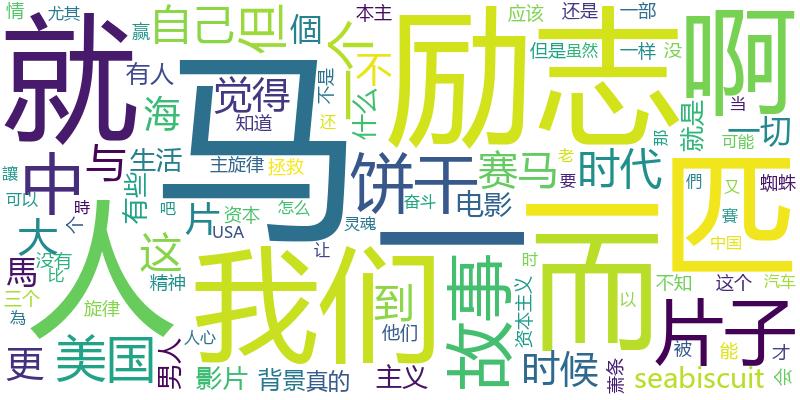 情
尤其
赢
自己
但
個
一个
励志
啊
应该
本主
还是
一部
但是
虽然
一样
没
就
有人
觉得
知道
海
马
不
什么
不是
还
当
就是
一切
那
可能
中
与
生活
主旋律
拯救
饼干
赛马
时代
老
要
匹
們
又
賽
蜘蛛
讓
可以
大
个
時
有些
片
吧
资本
USA
怎么
灵魂
奋斗
电影
让
一
而
中国
人
馬
没有
比
这
精神
我们
到
故事
时
资本主义
以
不知
这个
汽车
三个
為
旋律
更
美国
男人
人心
影片
背景
真的
他们
主义
时候
萧条
片子
seabiscuit
被
能
才
会